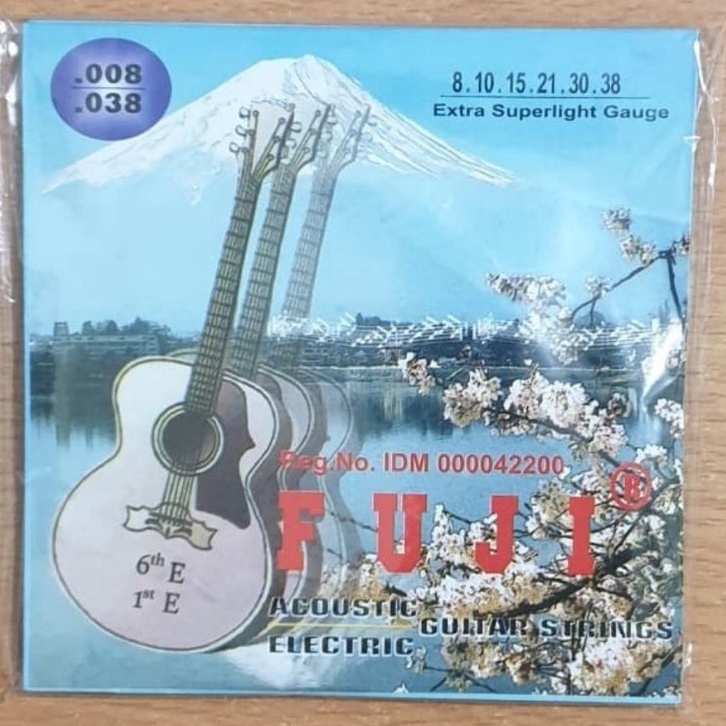 .008
.038
8.10.15.21.30.38
Extra Superlight Gauge
6th E
1st E
Reg.No. IDM 000042200
FUJI®
ACOUSTIC
ELECTRIC
GUITAR STRINGS